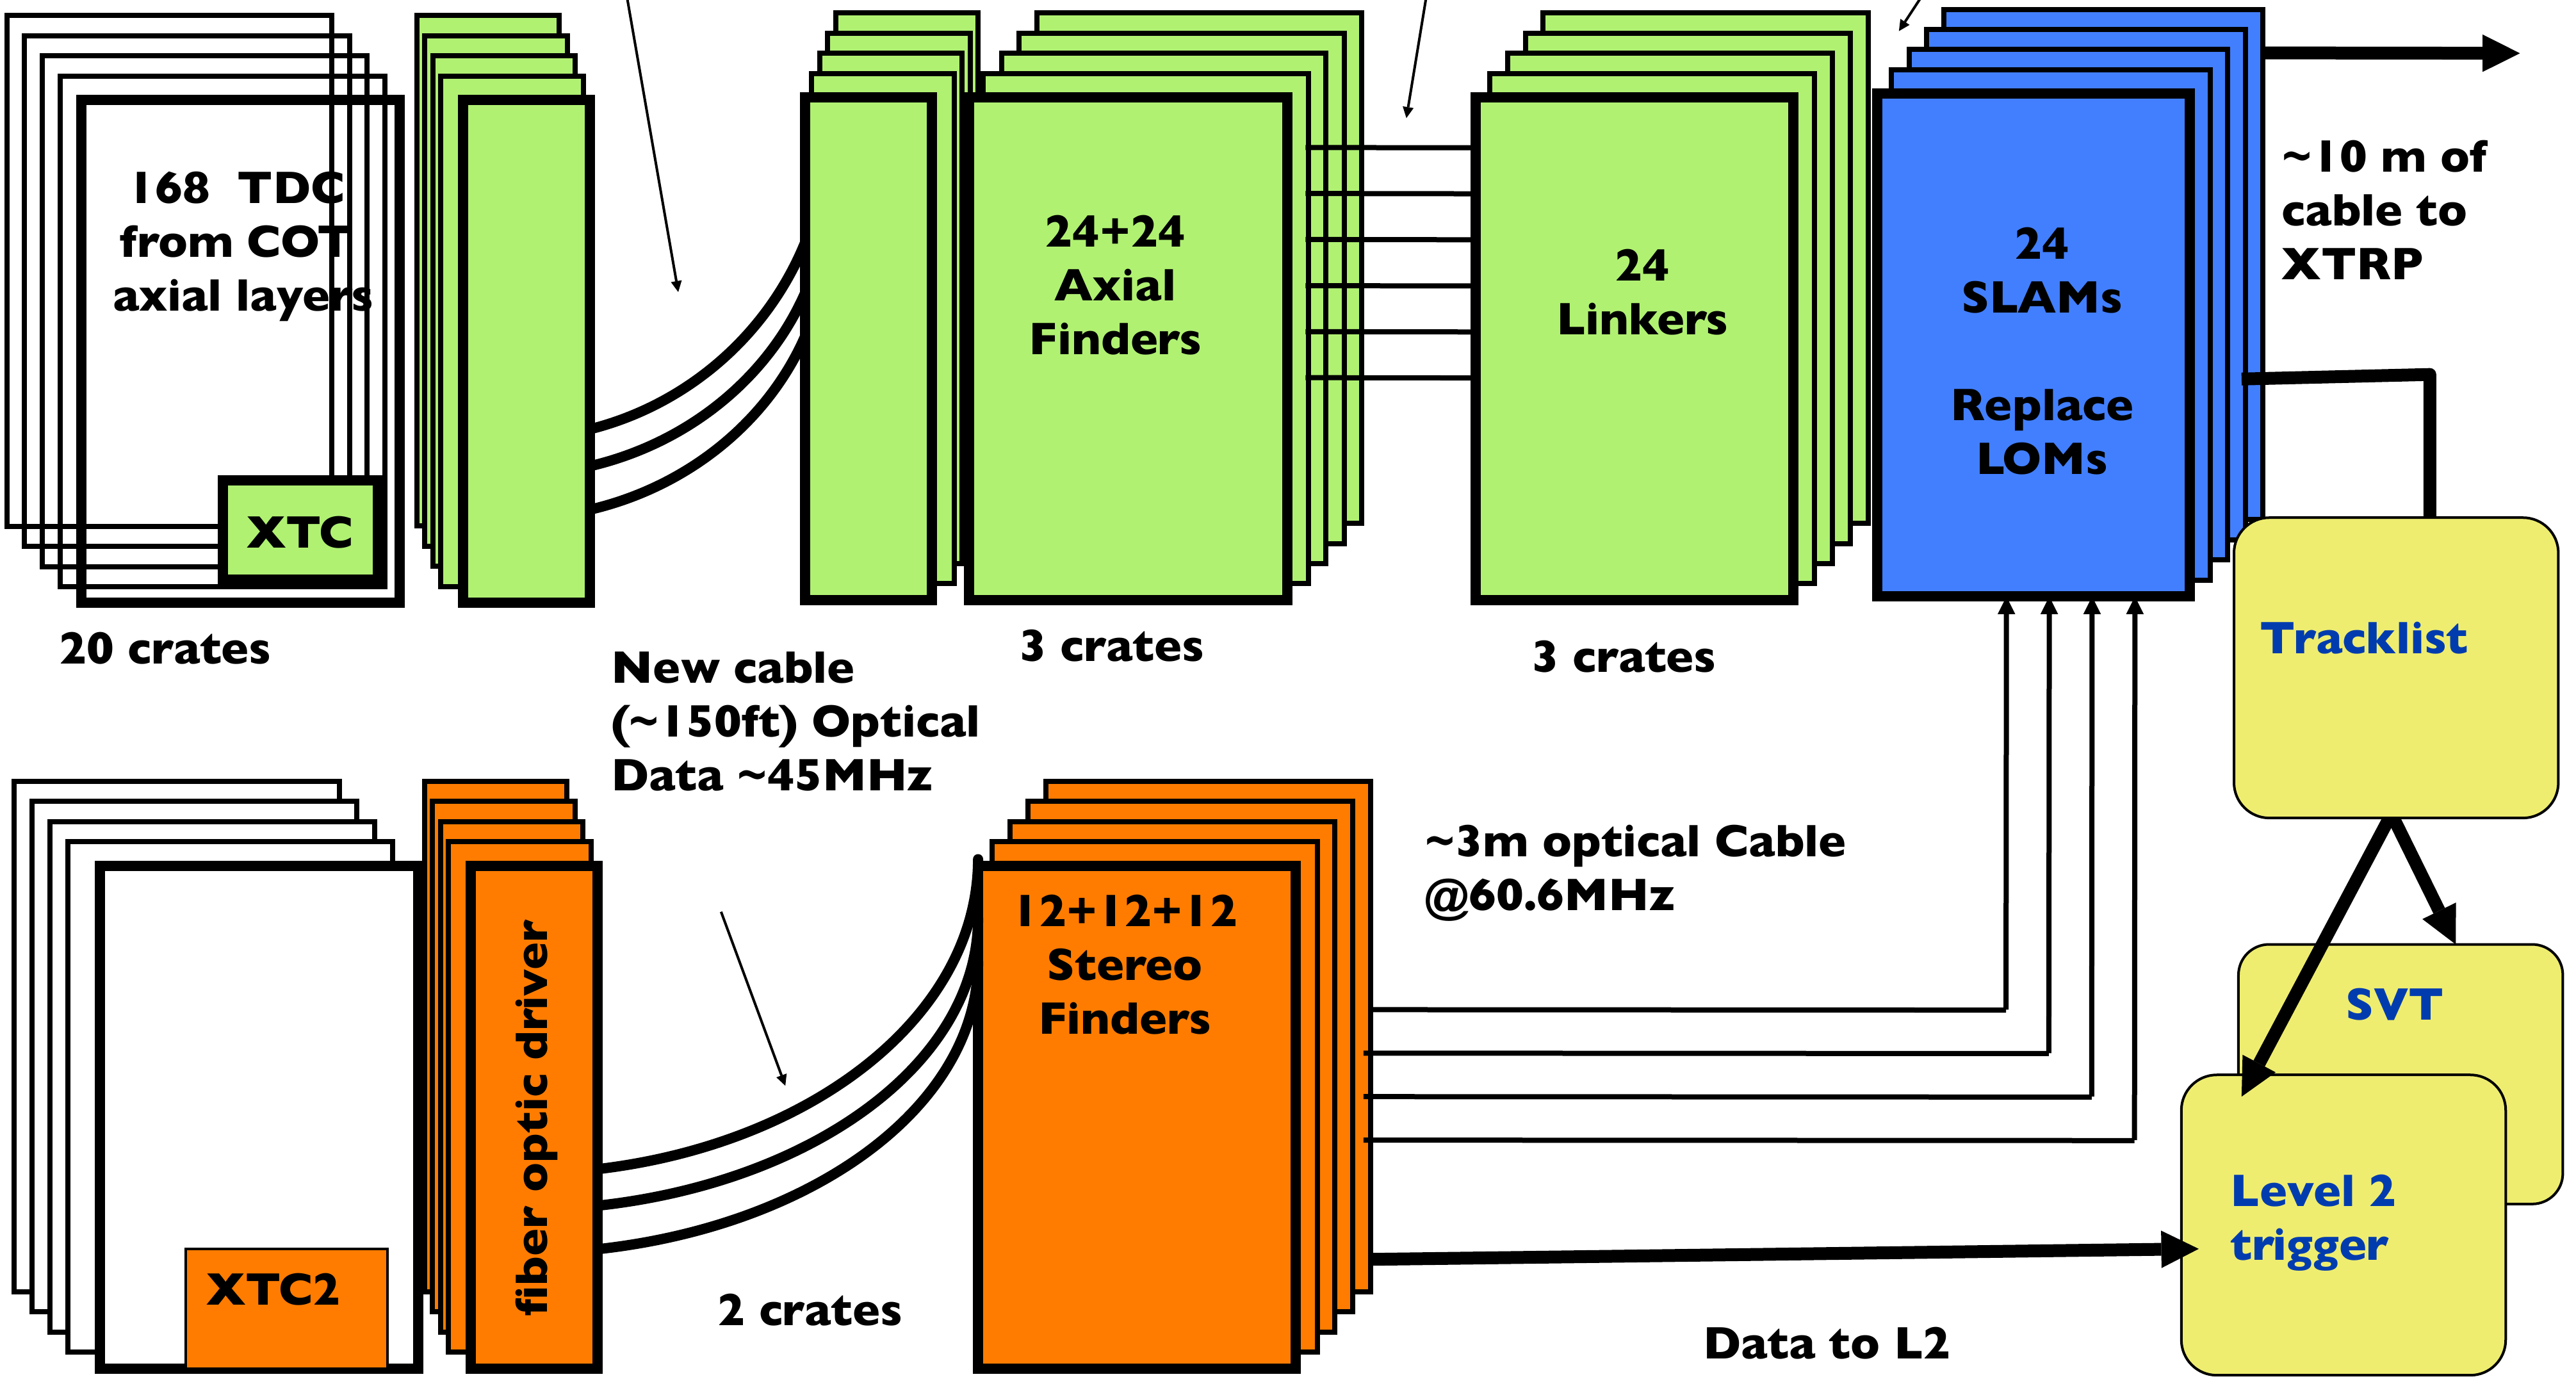 168 TDC
from COT
axial layers
XTC
20 crates
24+24
Axial
Finders
3 crates
24
Linkers
3 crates
24
SLAMs
Replace
LOMs
~10 m of
cable to
XTRP
Tracklist
New cable
(~150ft) Optical
Data ~45MHz
XTC2
fiber optic driver
2 crates
12+12+12
Stereo
Finders
~3m optical Cable
@60.6MHz
SVT
Level 2
trigger
Data to L2